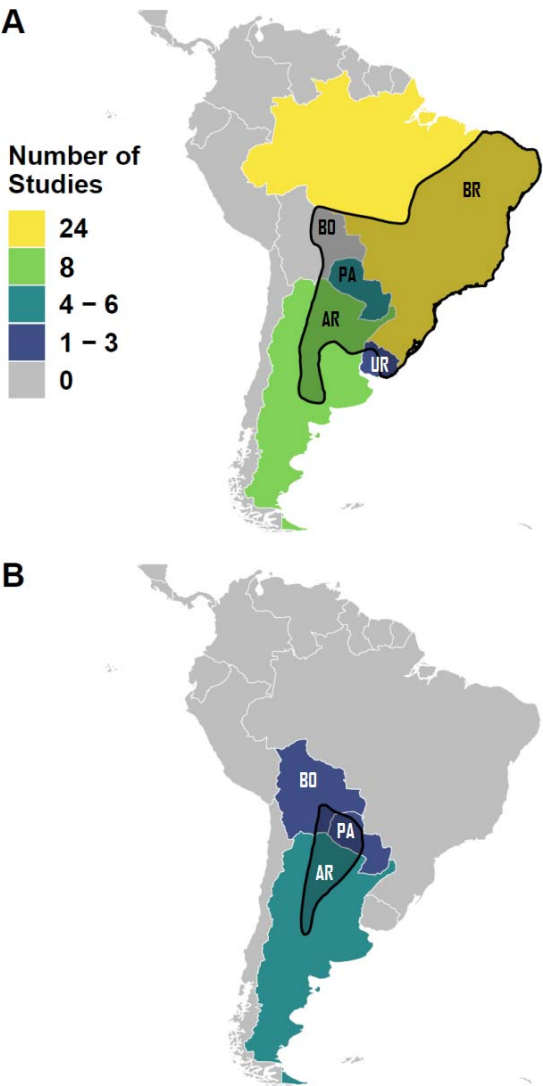 A
Number of
Studies
24
8
4 – 6
1 – 3
0
BR
BO
PA
AR
UR
B
BO
PA
AR